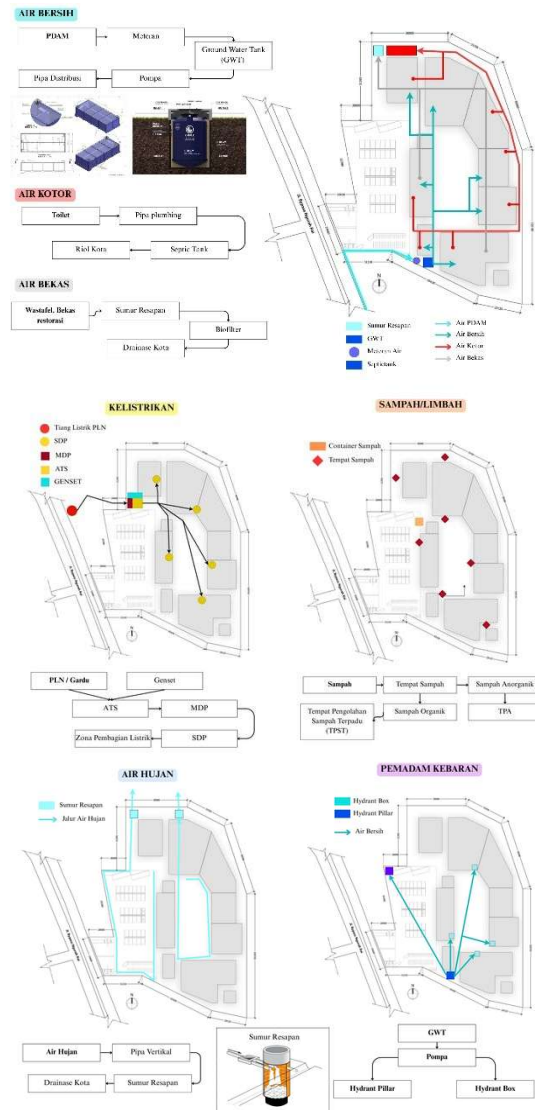 AIR BERSIH
PDAM
Meteran
Ground Water Tank
(GWT)
Pompa
Pipa Distribusi
AIR KOTOR
Toilet
Pipa plumbing
Septic Tank
Riol Kota
AIR BEKAS
Wastafel, Bekas
restorasi
Sumur Resapan
Biofilter
Drainase Kota
N
Sumur Resapan
GWT
Meteran Air
Septictank
Air PDAM
Air Bersih
Air Kotor
Air Bekas
KELISTRIKAN
Tiang Listrik PLN
SDP
MDP
ATS
GENSET
N
PLN / Gardu
Genset
ATS
MDP
SDP
Zona Pembagian Listrik
SAMPAH/LIMBAH
Container Sampah
Tempat Sampah
N
Sampah
Tempat Sampah
Sampah Anorganik
Tempat Pengolahan
Sampah Terpadu
(TPST)
Sampah Organik
TPA
AIR HUJAN
Sumur Resapan
Jalur Air Hujan
N
Air Hujan
Pipa Vertikal
Sumur Resapan
Drainase Kota
Sumur Resapan
PEMADAM KEBARAN
Hydrant Box
Hydrant Pillar
Air Bersih
N
GWT
Pompa
Hydrant Pillar
Hydrant Box